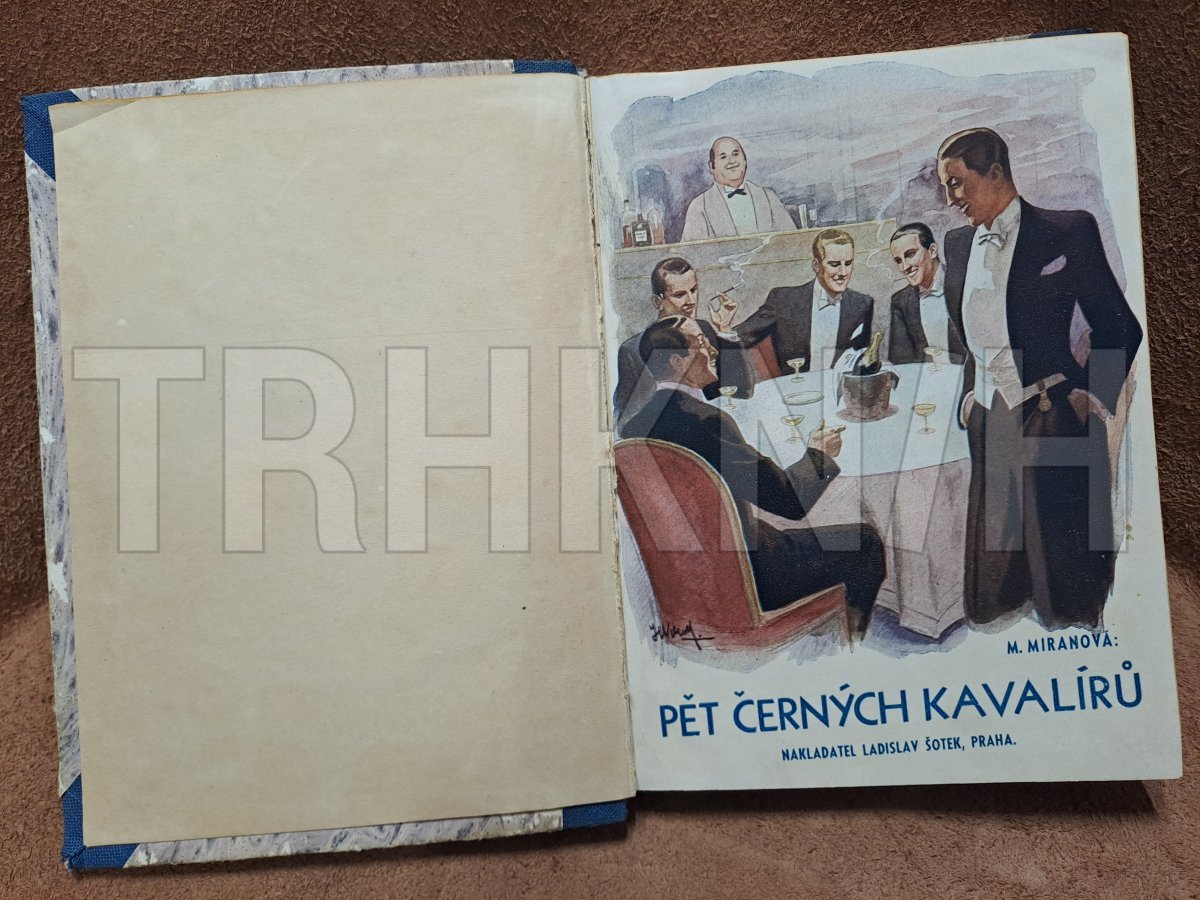 M. MIRANOVÁ:
PĚT ČERNÝCH KAVALÍRŮ
NAKLADATEL LADISLAV ŠOTEK, PRAHA.
TRHKNIH